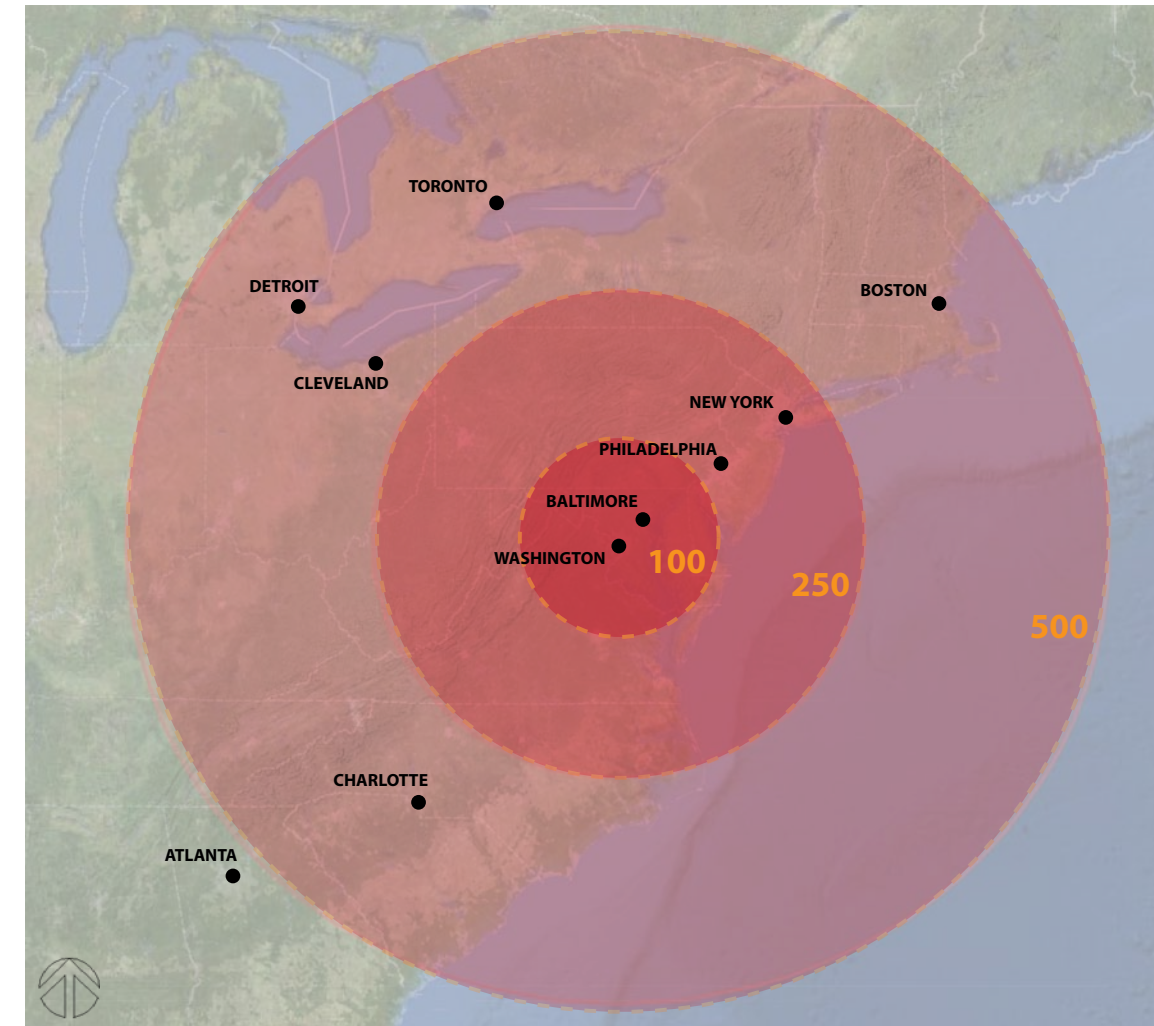 TORONTO
DETROIT
BOSTON
CLEVELAND
NEW YORK
PHILADELPHIA
BALTIMORE
WASHINGTON
100
250
500
CHARLOTTE
ATLANTA